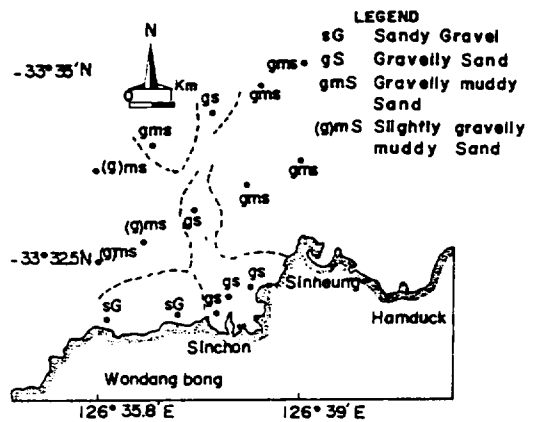 LEGEND
sG Sandy Gravel
gS Gravelly Sand
gmS Gravelly muddy
Sand
(g)mS Slightly gravelly
muddy Sand
N
Km
-33°35'N
gms
gms
gs
gms
(g)ms
gms
gms
(g)ms
gs
-33°32.5N
(g)ms
gs
gs
Sinheung
sG
sG
gs
Hamduck
Sinchon
Wondang bong
126°35.8'E
126°39'E